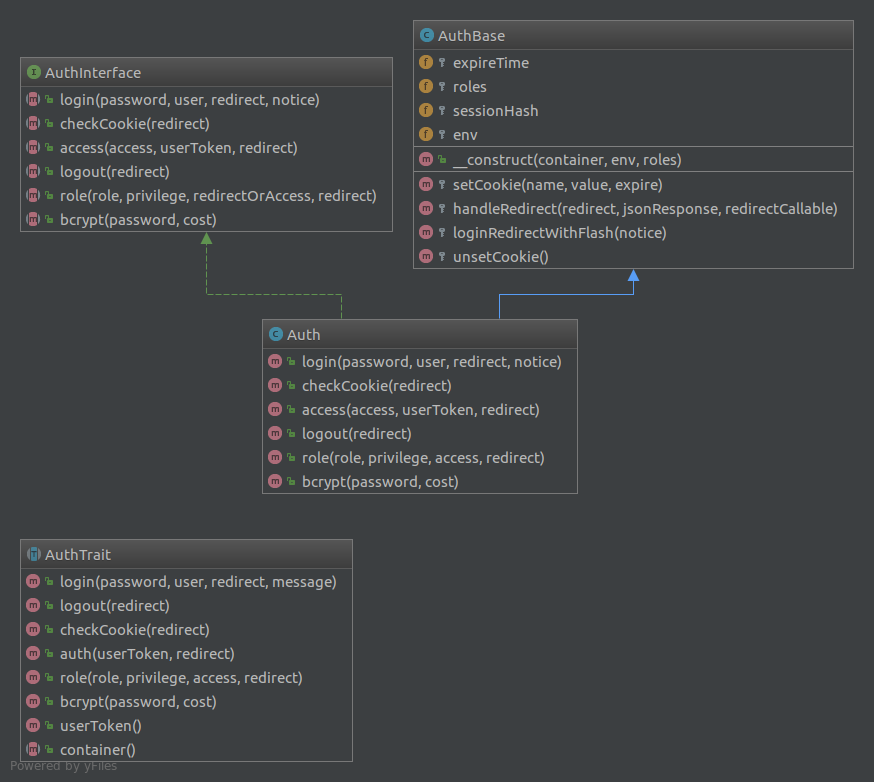 AuthInterface
login(password, user, redirect, notice)
checkCookie(redirect)
access(access, userToken, redirect)
logout(redirect)
role(role, privilege, redirectOrAccess, redirect)
bcrypt(password, cost)
AuthBase
expireTime
roles
sessionHash
env
__construct(container, env, roles)
setCookie(name, value, expire)
handleRedirect(redirect, jsonResponse, redirectCallable)
loginRedirectWithFlash(notice)
unsetCookie()
Auth
login(password, user, redirect, notice)
checkCookie(redirect)
access(access, userToken, redirect)
logout(redirect)
role(role, privilege, access, redirect)
bcrypt(password, cost)
AuthTrait
login(password, user, redirect, message)
logout(redirect)
checkCookie(redirect)
auth(userToken, redirect)
role(role, privilege, access, redirect)
bcrypt(password, cost)
userToken()
container()
Powered by yFiles